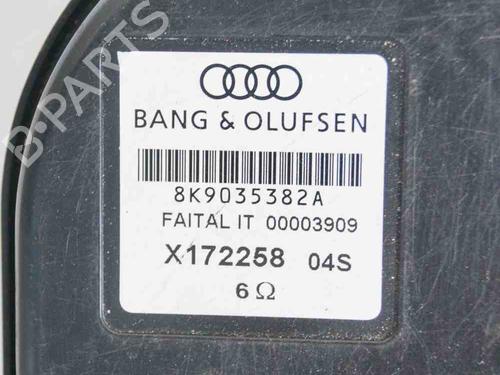 B-PARTS
BANG & OLUFSEN
8K9035382A
FAITAL IT 00003909
X172258 04S
6 Ω